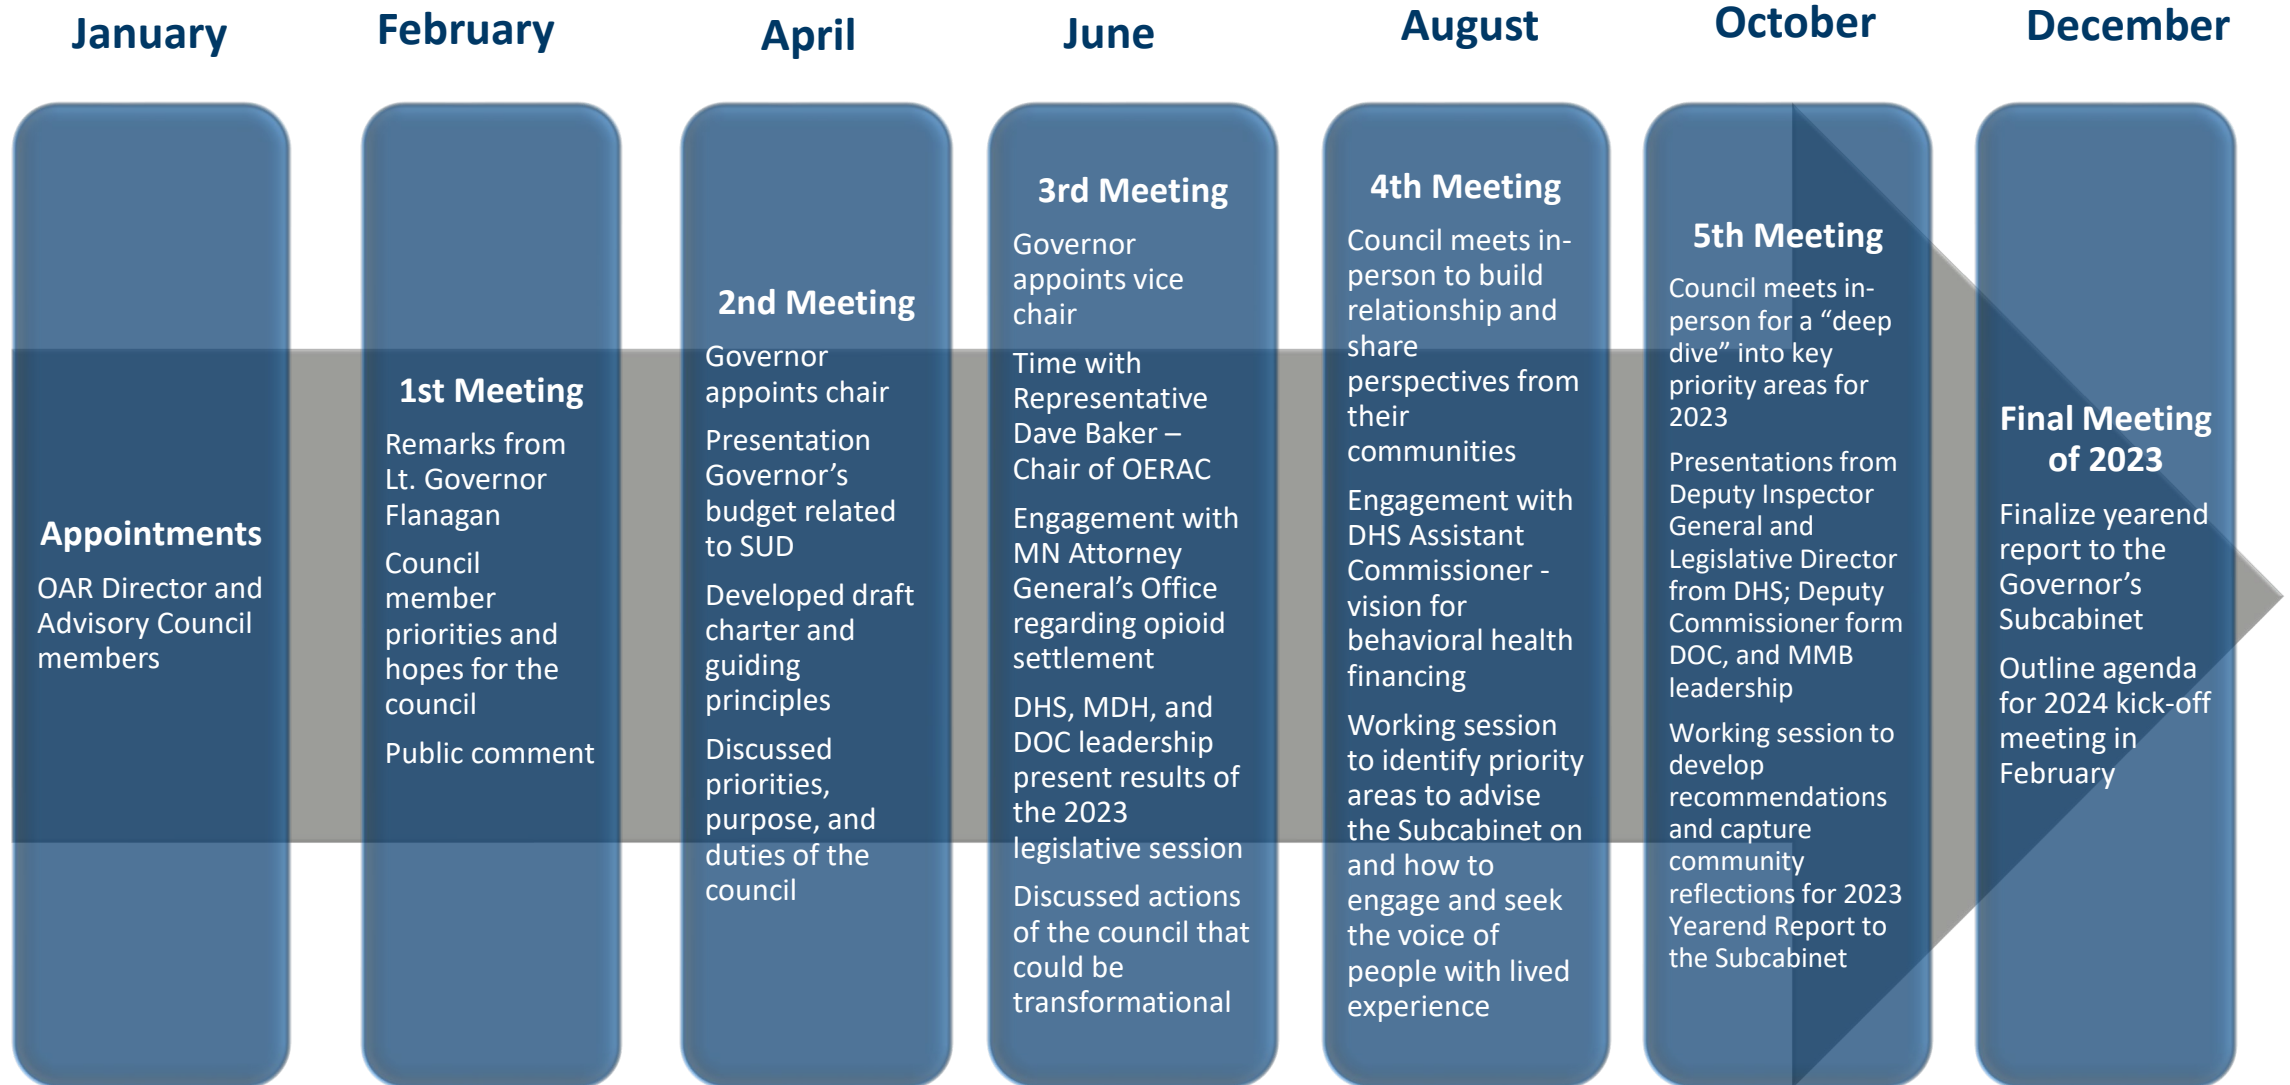 January
February
April
June
August
October
December
Appointments
OAR Director and
Advisory Council
members
1st Meeting
Remarks from
Lt. Governor
Flanagan
Council
member
priorities and
hopes for the
council
Public comment
2nd Meeting
Governor
appoints chair
Presentation
Governor’s
budget related
to SUD
Developed draft
charter and
guiding
principles
Discussed
priorities,
purpose, and
duties of the
council
3rd Meeting
Governor
appoints vice
chair
Time with
Representative
Dave Baker –
Chair of OERAC
Engagement with
MN Attorney
General’s Office
regarding opioid
settlement
DHS, MDH, and
DOC leadership
present results of
the 2023
legislative session
Discussed actions
of the council that
could be
transformational
4th Meeting
Council meets in-
person to build
relationship and
share
perspectives from
their
communities
Engagement with
DHS Assistant
Commissioner -
vision for
behavioral health
financing
Working session
to identify priority
areas to advise
the Subcabinet on
and how to
engage and seek
the voice of
people with lived
experience
5th Meeting
Council meets in-
person for a “deep
dive” into key
priority areas for
2023
Presentations from
Deputy Inspector
General and
Legislative Director
from DHS; Deputy
Commissioner form
DOC, and MMB
leadership
Working session to
develop
recommendations
and capture
community
reflections for 2023
Yearend Report to
the Subcabinet
Final Meeting
of 2023
Finalize yearend
report to the
Governor’s
Subcabinet
Outline agenda
for 2024 kick-off
meeting in
February